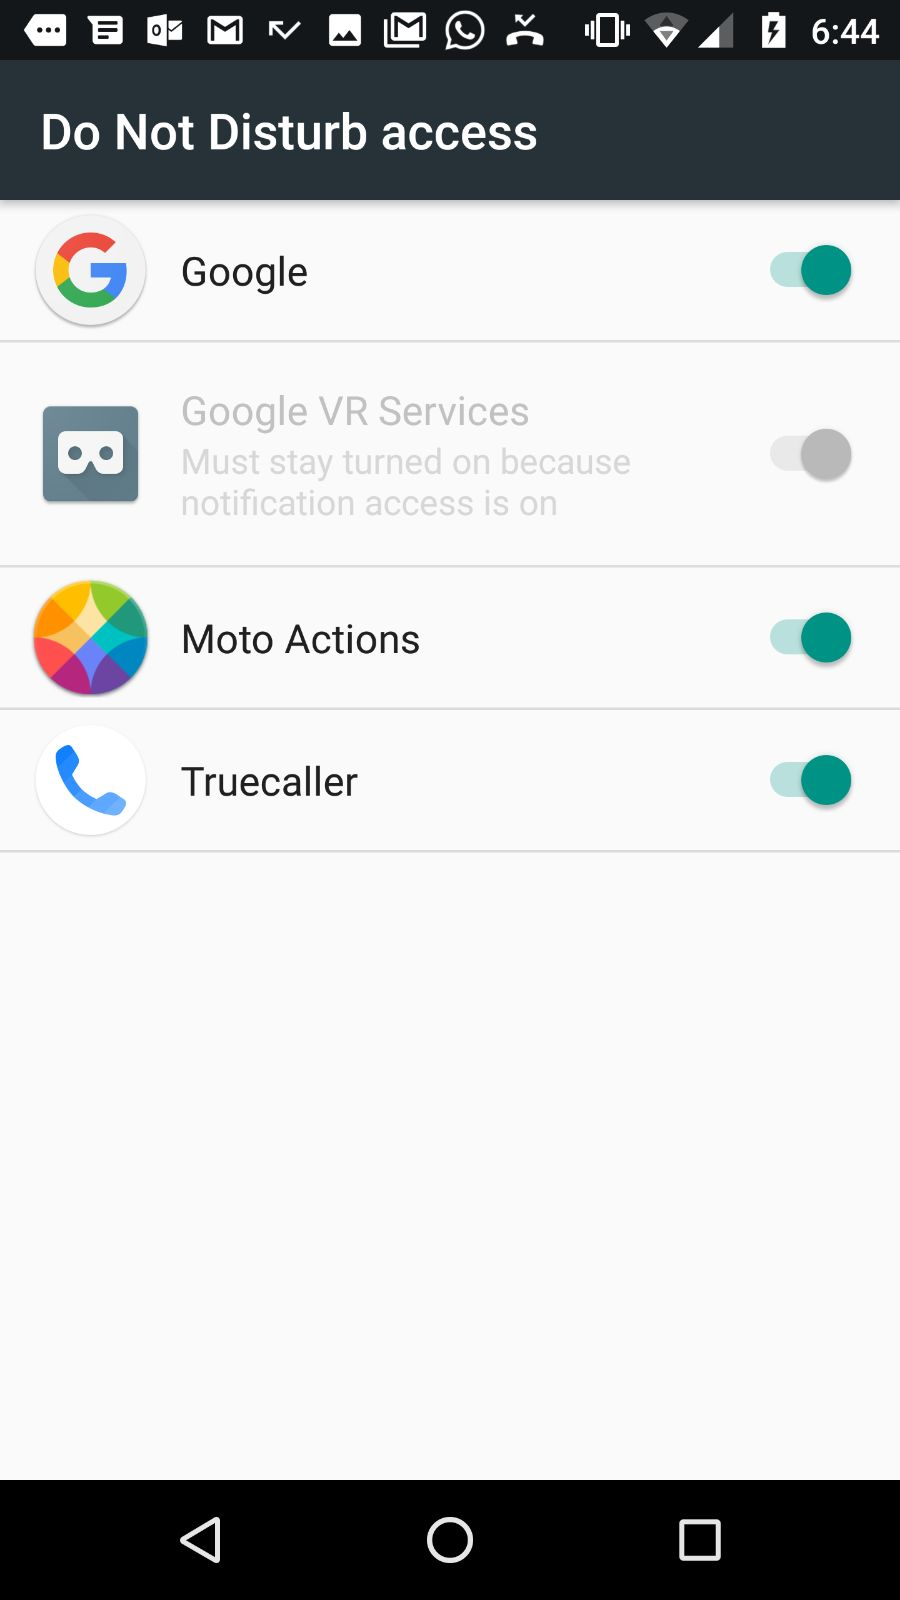 6:44
Do Not Disturb access
Google
Google VR Services
Must stay turned on because
notification access is on
Moto Actions
Truecaller